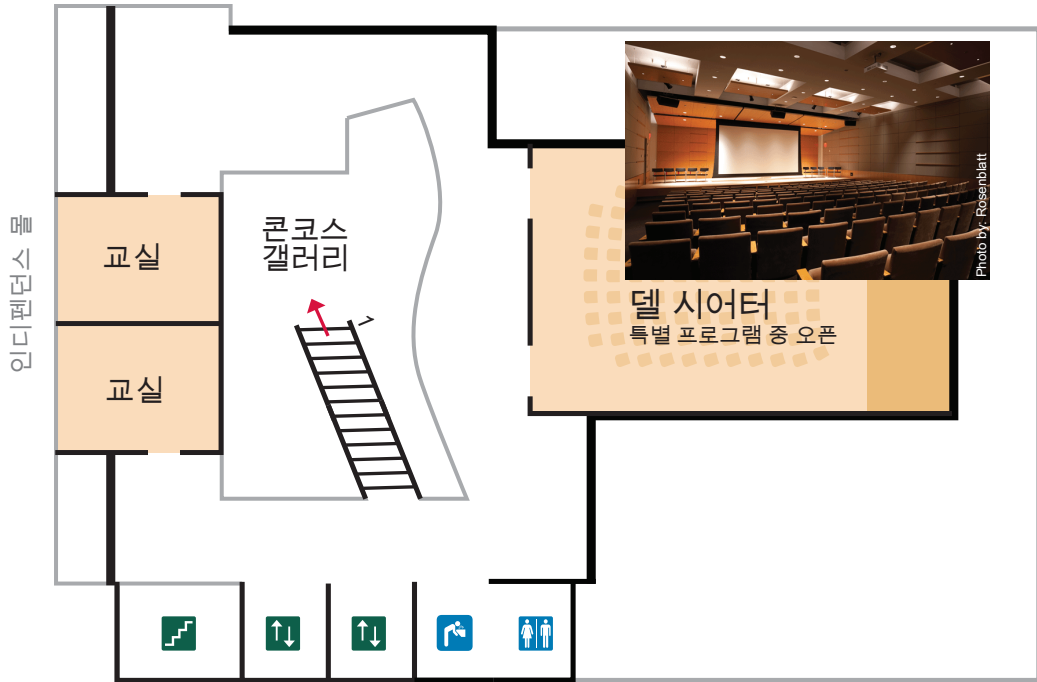 인디펜던스 몰
교실
교실
콘코스
갤러리
1
Photo by: Rosenblatt
델 시어터
특별 프로그램 중 오픈